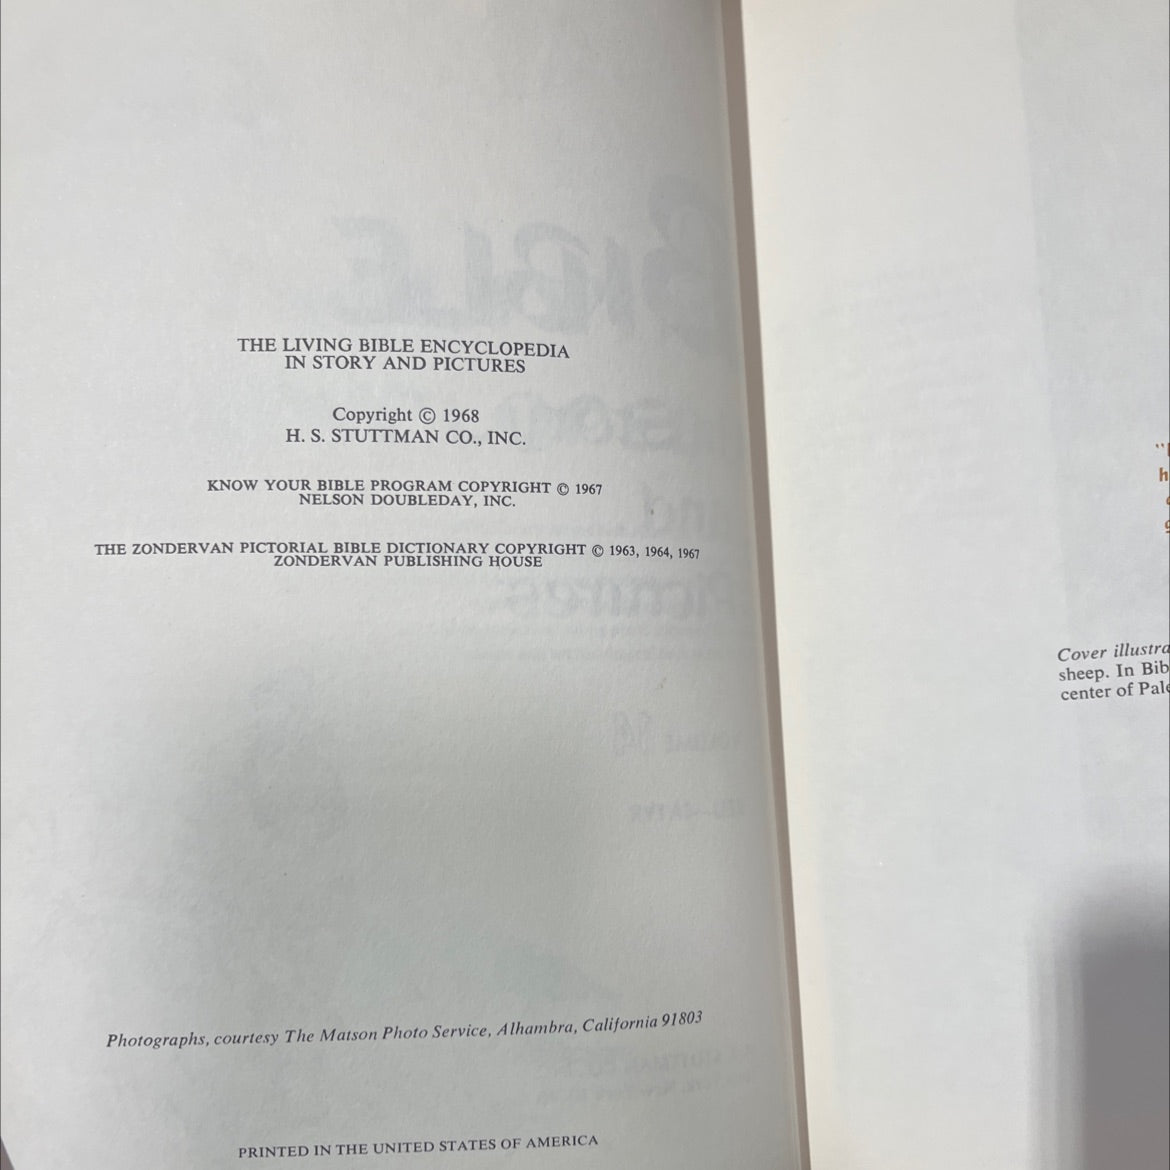 THE LIVING BIBLE ENCYCLOPEDIA
IN STORY AND PICTURES
Copyright © 1968
H. S. STUTTMAN CO., INC.
KNOW YOUR BIBLE PROGRAM COPYRIGHT © 1967
NELSON DOUBLEDAY, INC.
THE ZONDERVAN PICTORIAL BIBLE DICTIONARY COPYRIGHT © 1963, 1964, 1967
ZONDERVAN PUBLISHING HOUSE
Photographs, courtesy The Matson Photo Service, Alhambra, California 91803
PRINTED IN THE UNITED STATES OF AMERICA
Cover illustra
sheep. In Bib
center of Pale